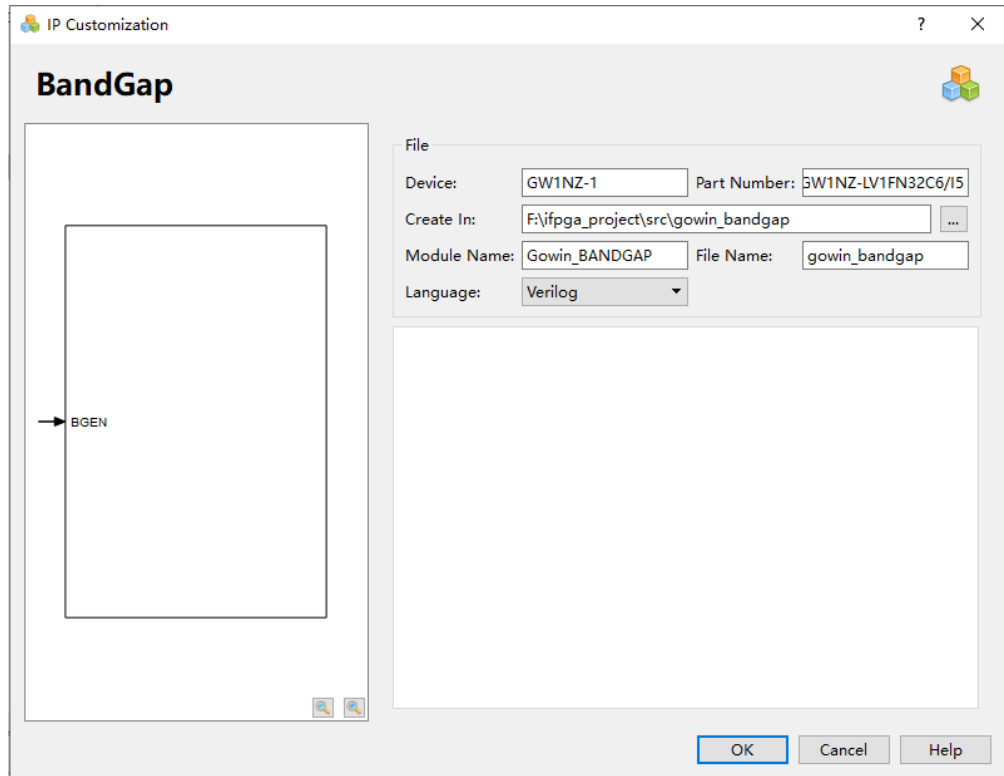 IP Customization
?
BandGap
File
Device: GW1NZ-1 Part Number: GW1NZ-LV1FN32C6/I5
Create In: F:\ifpga_project\src\gowin_bandgap ...
Module Name: Gowin_BANDGAP File Name: gowin_bandgap
Language: Verilog
BGEN
OK Cancel Help